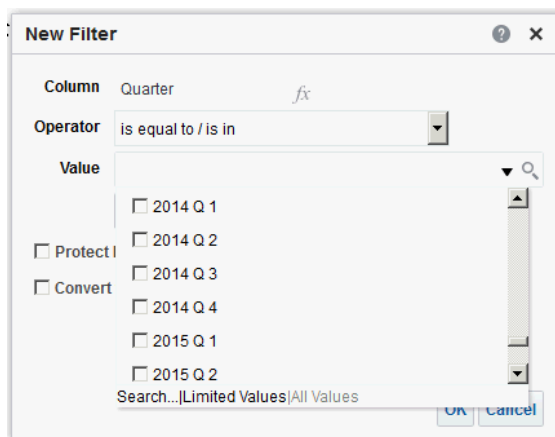 New Filter
Column Quarter fx
Operator is equal to / is in
Value
2014 Q 1
2014 Q 2
Protect
2014 Q 3
Convert
2014 Q 4
2015 Q 1
2015 Q 2
Search...|Limited Values|All Values
OK Cancel